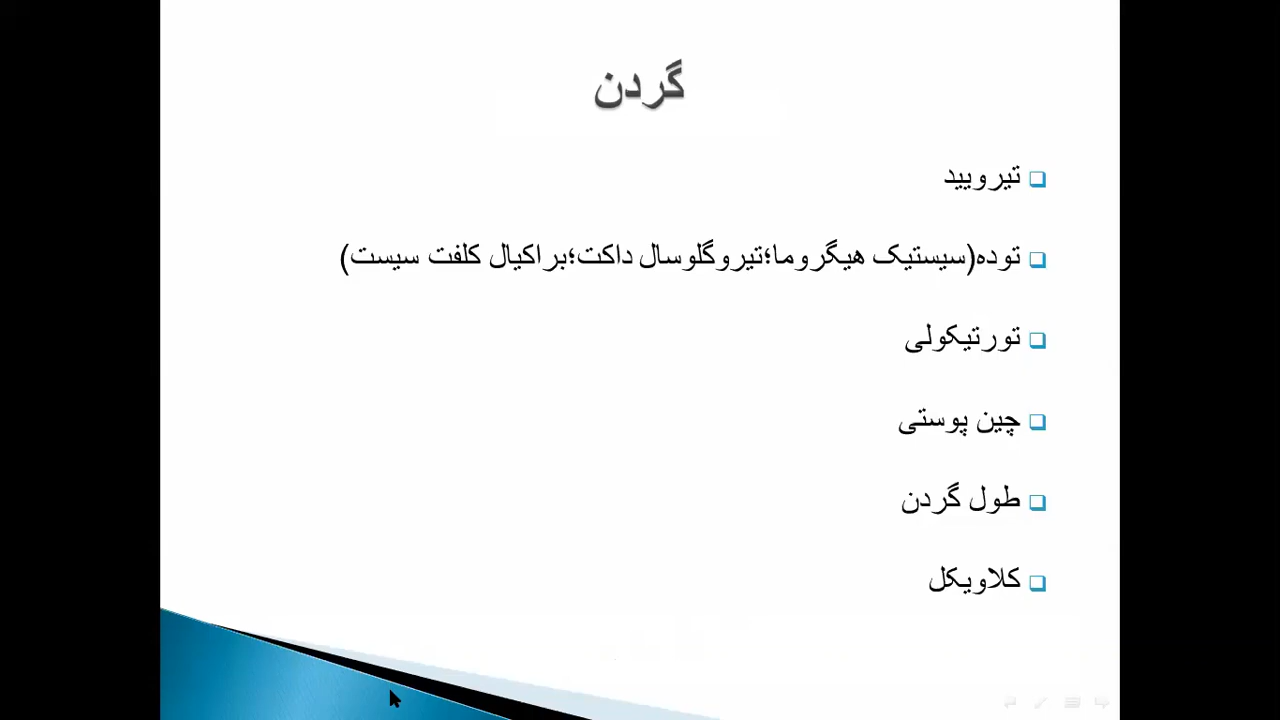 گردن
تیرویید
توده(سیستیک هیگروما؛تیروگلوسال داکت؛براکیال کلفت سیست)
تورتیکولی
چین پوستی
طول گردن
کلاویکل